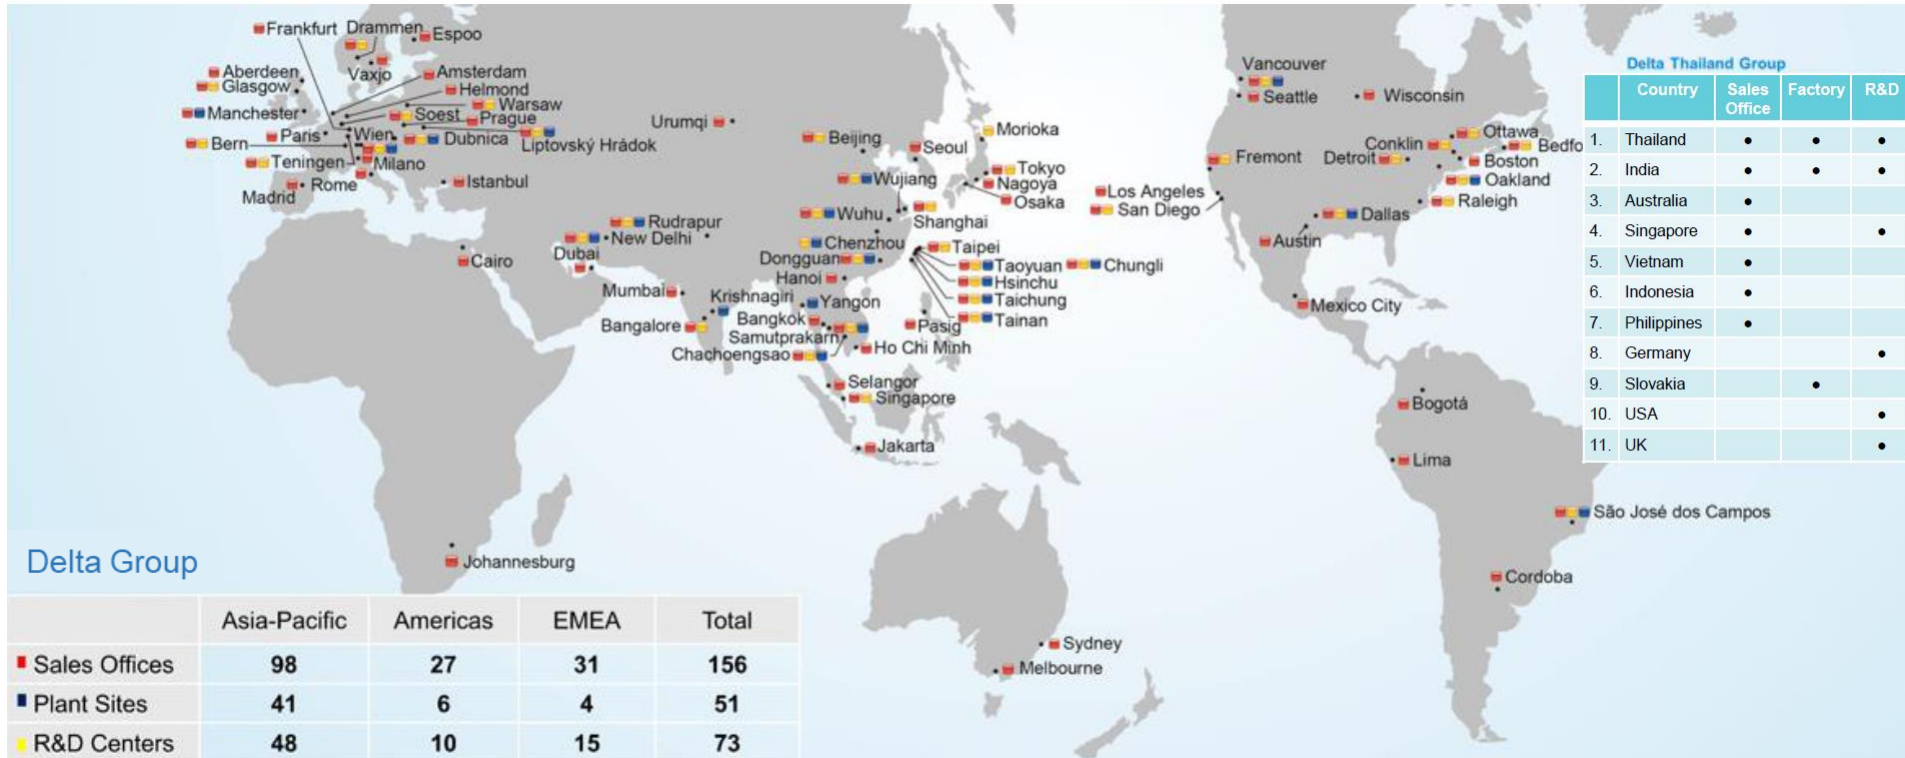 Frankfurt
Drammen
Espoo
Aberdeen
Vaxjo
Amsterdam
Glasgow
Helmond
Warsaw
Manchester
Soest
Prague
Paris
Wien
Dubnica
Liptovský Hrádok
Bern
Teningen
Milano
Madrid
Rome
Istanbul
Urumqi
Beijing
Seoul
Morioka
Tokyo
Nagoya
Osaka
Wujiang
Wuhu
Shanghai
Rudrapur
New Delhi
Dubai
Cairo
Chenzhou
Dongguan
Taipei
Taoyuan
Chungli
Hsinchu
Taichung
Tainan
Hanoi
Mumbai
Krishnagiri
Yangon
Bangalore
Bangkok
Samutprakarn
Pasig
Chachoengsao
Ho Chi Minh
Selangor
Singapore
Jakarta
Johannesburg
Sydney
Melbourne
Vancouver
Seattle
Wisconsin
Ottawa
Conklin
Bedfo
Fremont
Detroit
Boston
Oakland
Los Angeles
San Diego
Raleigh
Dallas
Austin
Mexico City
Bogotá
Lima
São José dos Campos
Cordoba
Delta Thailand Group
Country Sales Office Factory R&D
1. Thailand ● ● ●
2. India ● ● ●
3. Australia ●
4. Singapore ● ●
5. Vietnam ●
6. Indonesia ●
7. Philippines ●
8. Germany ●
9. Slovakia ●
10. USA ●
11. UK ●
Delta Group
Asia-Pacific Americas EMEA Total
Sales Offices 98 27 31 156
Plant Sites 41 6 4 51
R&D Centers 48 10 15 73